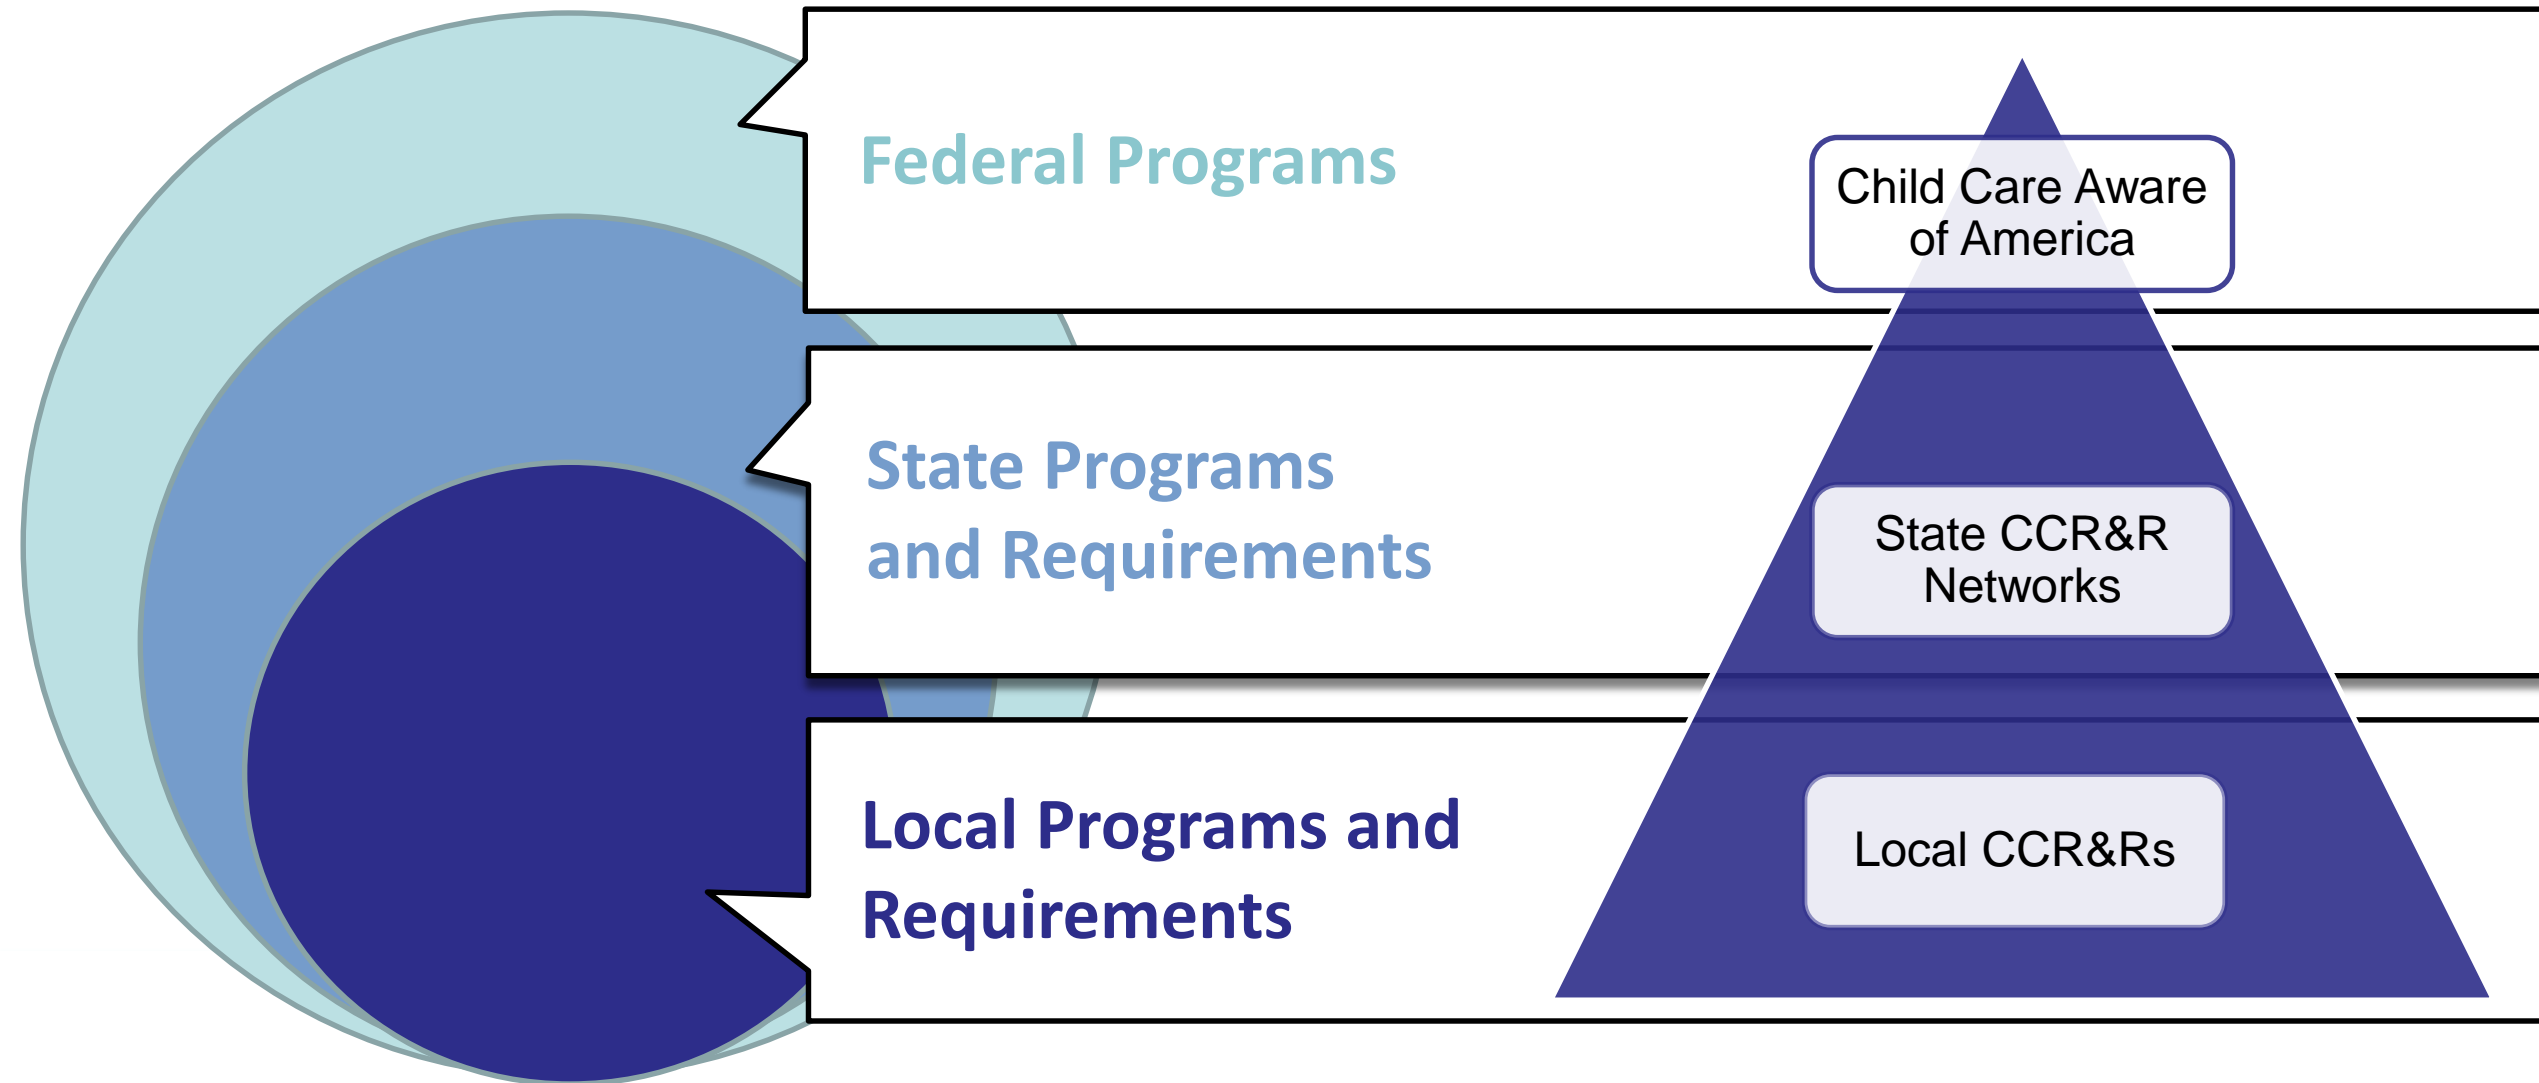 Federal Programs
Child Care Aware
of America
State Programs
and Requirements
State CCR&R
Networks
Local Programs and
Requirements
Local CCR&Rs